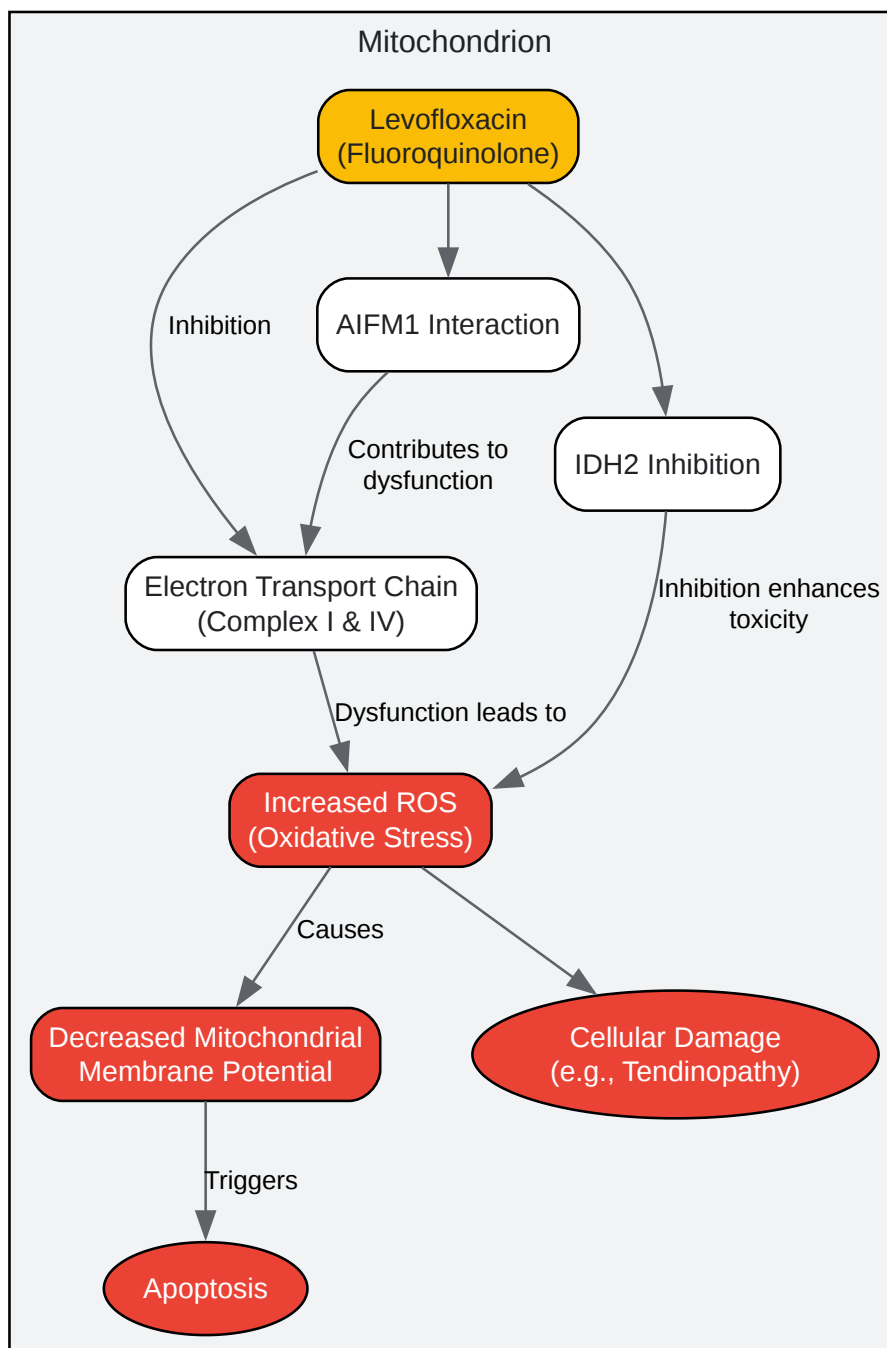 Mitochondrion
Levofloxacin
(Fluoroquinolone)
Inhibition
AIFM1 Interaction
Contributes to
dysfunction
IDH2 Inhibition
Electron Transport Chain
(Complex I & IV)
Inhibition enhances
toxicity
Dysfunction leads to
Increased ROS
(Oxidative Stress)
Causes
Decreased Mitochondrial
Membrane Potential
Cellular Damage
(e.g., Tendinopathy)
Triggers
Apoptosis